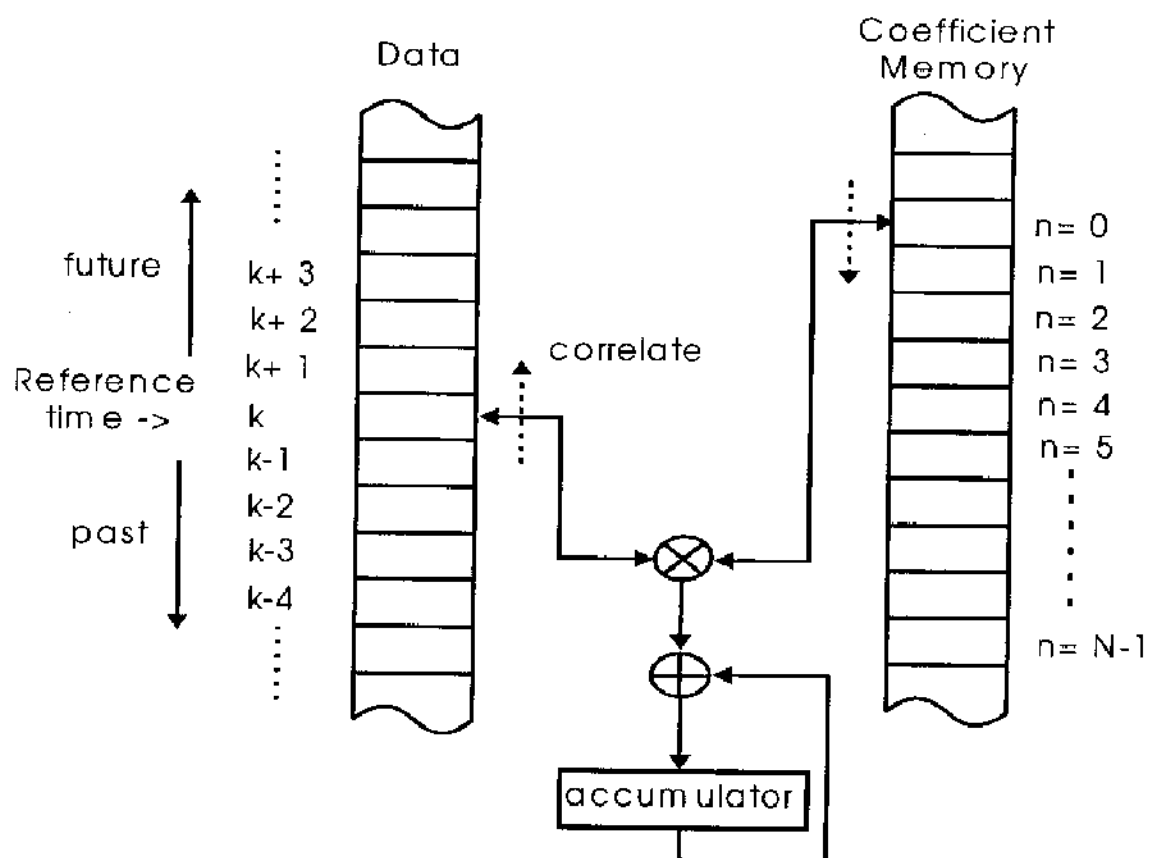 Data
Coefficient
Memory
future
Reference
time ->
past
k+ 3
k+ 2
k+ 1
k
k-1
k-2
k-3
k-4
correlate
n= 0
n= 1
n= 2
n= 3
n= 4
n= 5
n= N-1
accumulator